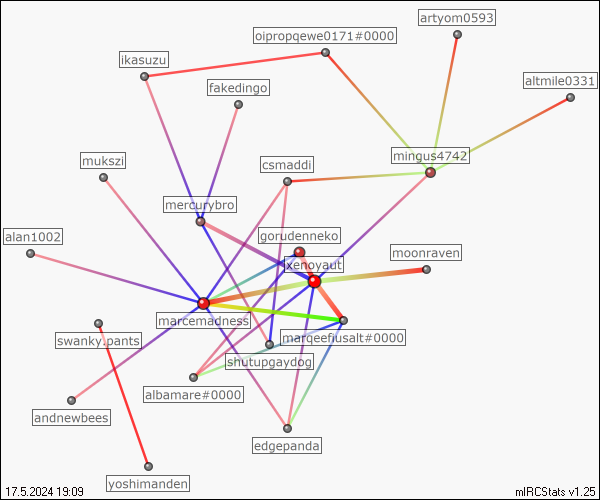 artyom0593
oipropqewe0171#0000
ikasuzu
altmile0331
fakedingo
mingus4742
mukszi
csmaddi
mercurybro
alan1002
gorudenneko
moonraven
xenoyaut
marcemadness
swanky.pants
marqeefiusalt#0000
shutupgaydog
albamare#0000
andnewbees
edgepanda
yoshimanden
17.5.2024 19:09
mIRCStats v1.25